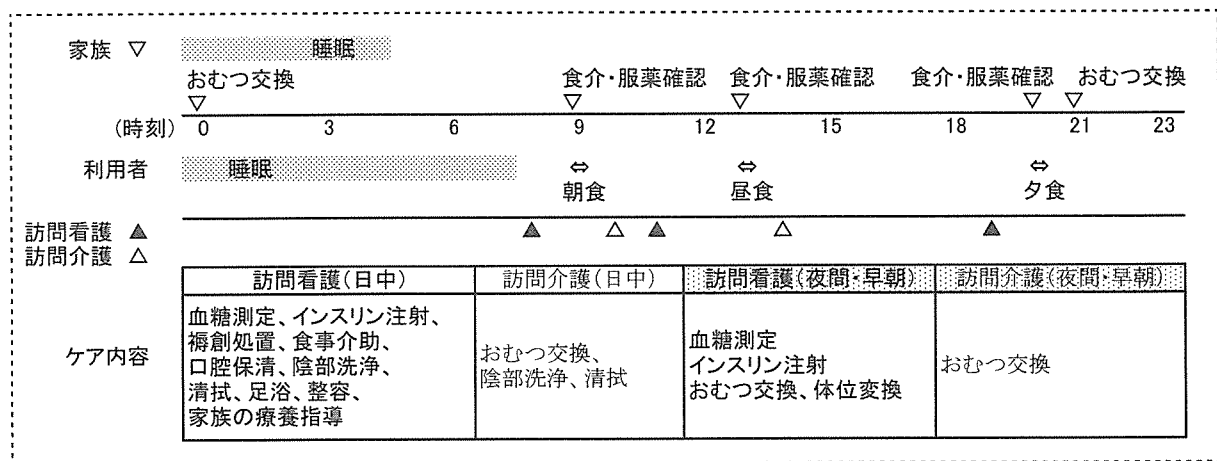 家族 ▽ 睡眠
おむつ交換 食介・服薬確認 食介・服薬確認 食介・服薬確認 おむつ交換
▽ ▽ ▽ ▽ ▽
(時刻) 0 3 6 9 12 15 18 21 23
利用者 睡眠 ⇔ ⇔ ⇔
朝食 昼食 夕食
訪問看護 ▲ ▲ △ ▲ △ ▲
訪問介護 △
訪問看護(日中) 訪問介護(日中) 訪問看護(夜間・早朝) 訪問介護(夜間・早朝)
ケア内容
血糖測定、インスリン注射、
褥創処置、食事介助、
口腔保清、陰部洗浄、
清拭、足浴、整容、
家族の療養指導
おむつ交換、
陰部洗浄、清拭
血糖測定
インスリン注射
おむつ交換、体位変換
おむつ交換